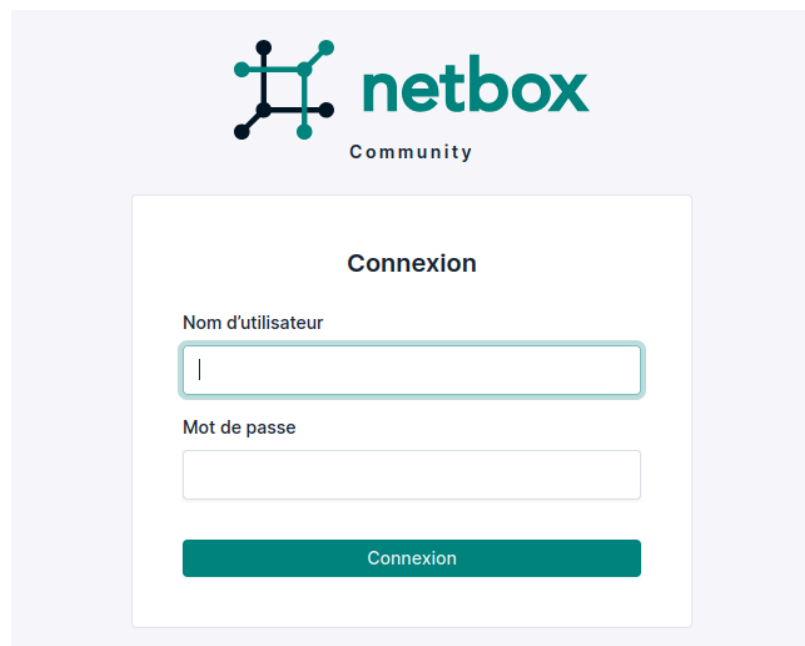 netbox
Community
Connexion
Nom d’utilisateur
Mot de passe
Connexion